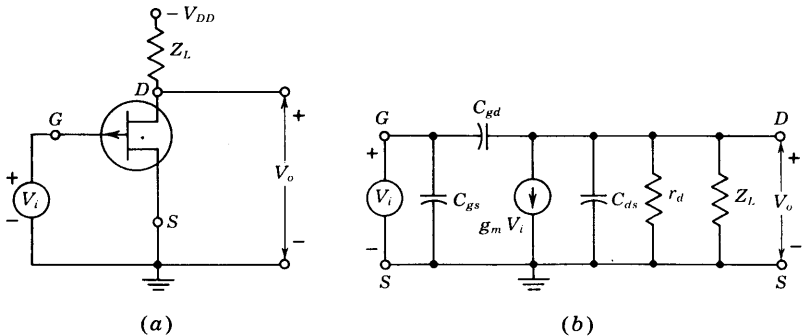 − V_DD
Z_L
D
G
+
V_i
−
S
+
V_o
−
(a)
G
C_gd
D
+
V_i
−
C_gs
g_m V_i
C_ds
r_d
Z_L
+
V_o
−
S
S
(b)